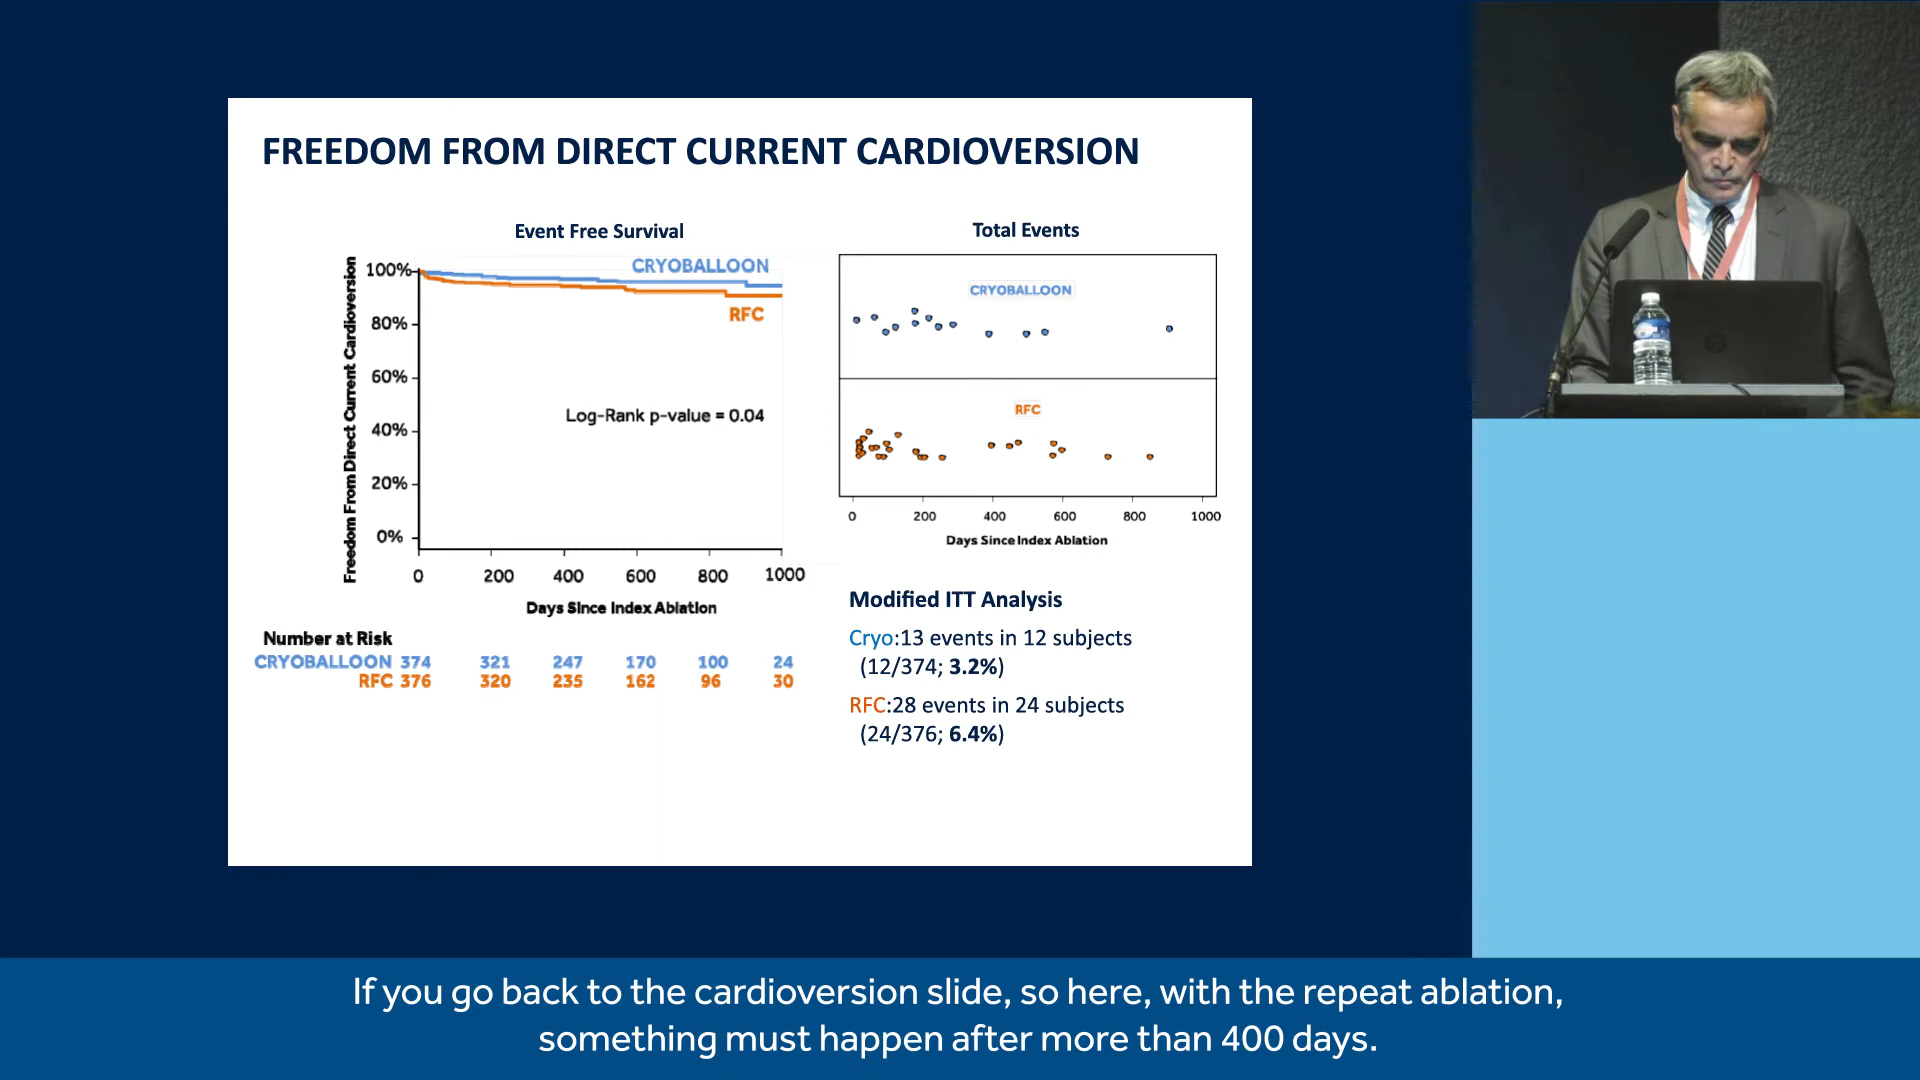 FREEDOM FROM DIRECT CURRENT CARDIOVERSION
Event Free Survival
Freedom From Direct Current Cardioversion
100%
80%
60%
40%
20%
0%
CRYOBALLOON
RFC
Log-Rank p-value = 0.04
0 200 400 600 800 1000
Days Since Index Ablation
Number at Risk
CRYOBALLOON 374 321 247 170 100 24
RFC 376 320 235 162 96 30
Total Events
CRYOBALLOON
RFC
0 200 400 600 800 1000
Days Since Index Ablation
Modified ITT Analysis
Cryo:13 events in 12 subjects
(12/374; 3.2%)
RFC:28 events in 24 subjects
(24/376; 6.4%)
If you go back to the cardioversion slide, so here, with the repeat ablation,
something must happen after more than 400 days.